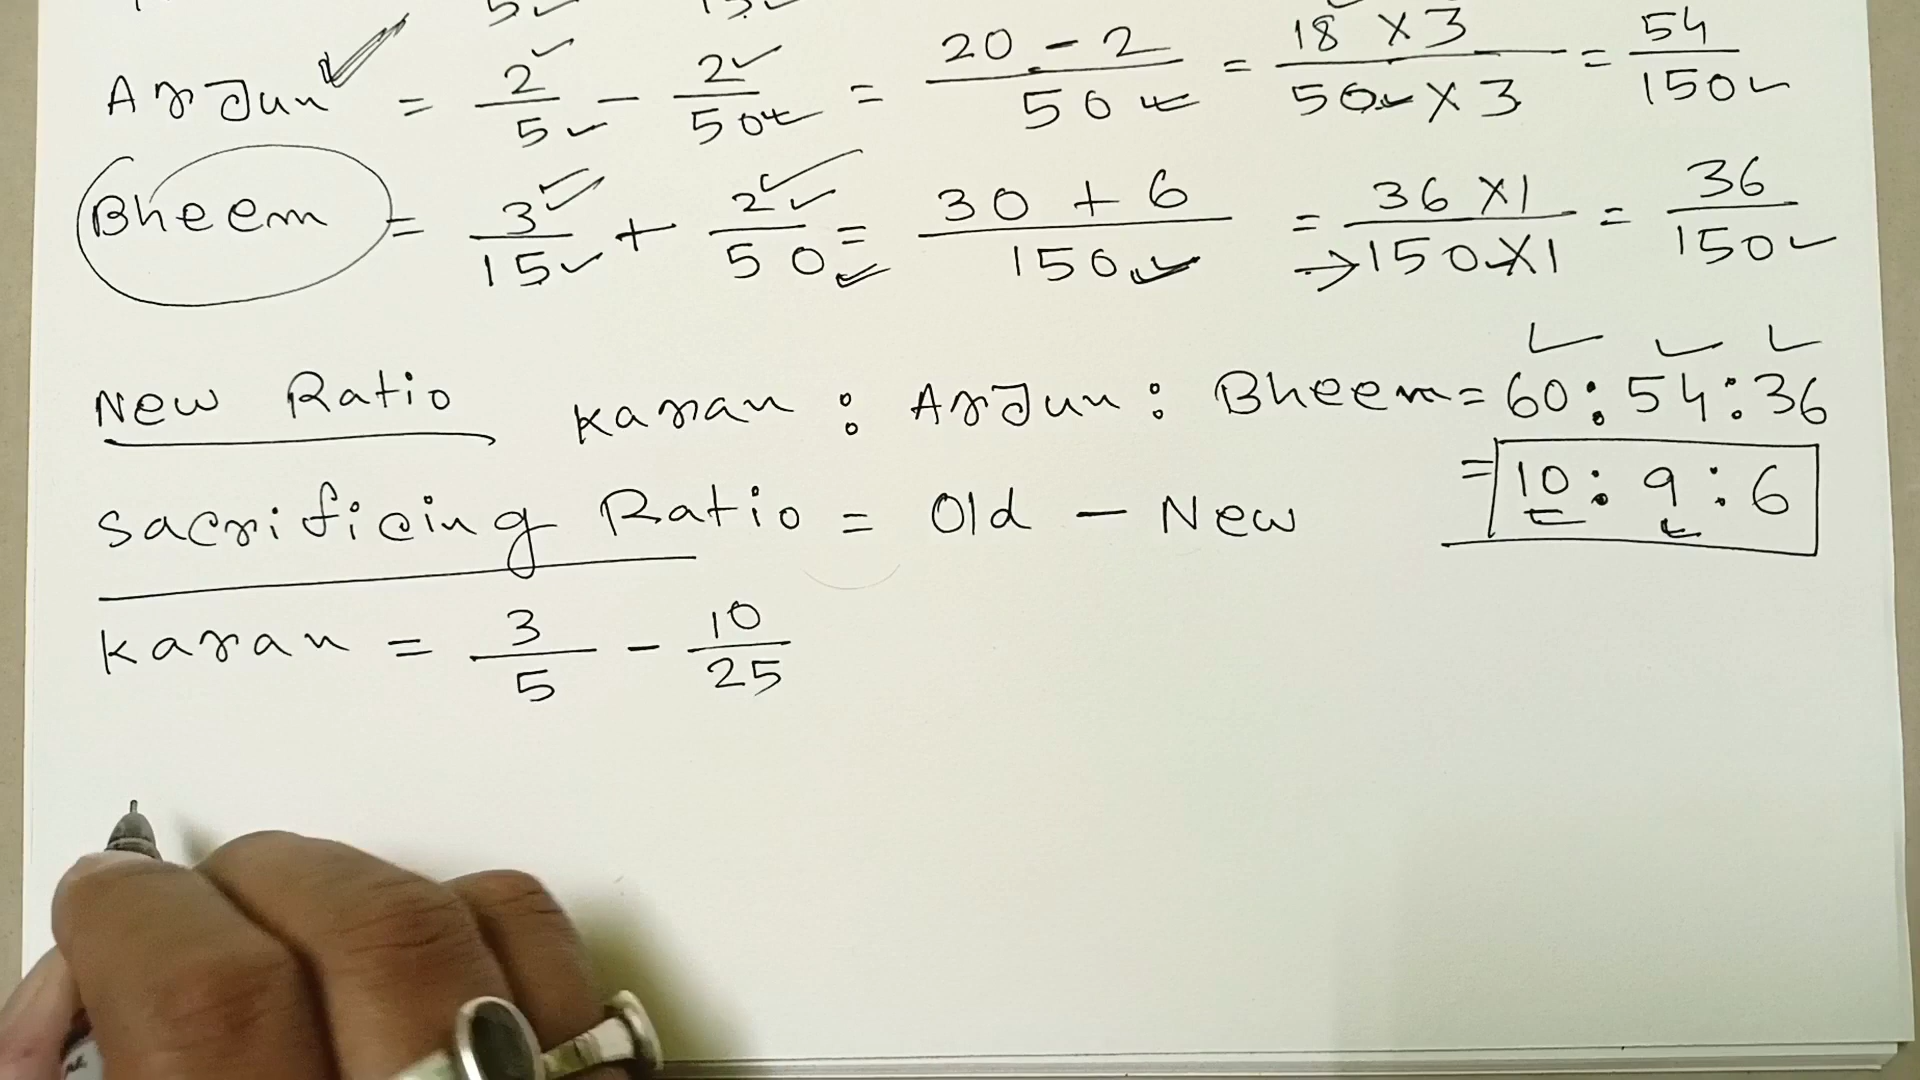 Arjun = 2/5 - 2/50 = 20 - 2/50 = 18 x 3/50 x 3 = 54/150
Bheem = 3/15 + 2/50 = 30 + 6/150 = 36 x 1/150 x 1 = 36/150
New Ratio Karan : Arjun : Bheem = 60 : 54 : 36
= 10 : 9 : 6
Sacrificing Ratio = Old - New
Karan = 3/5 - 10/25